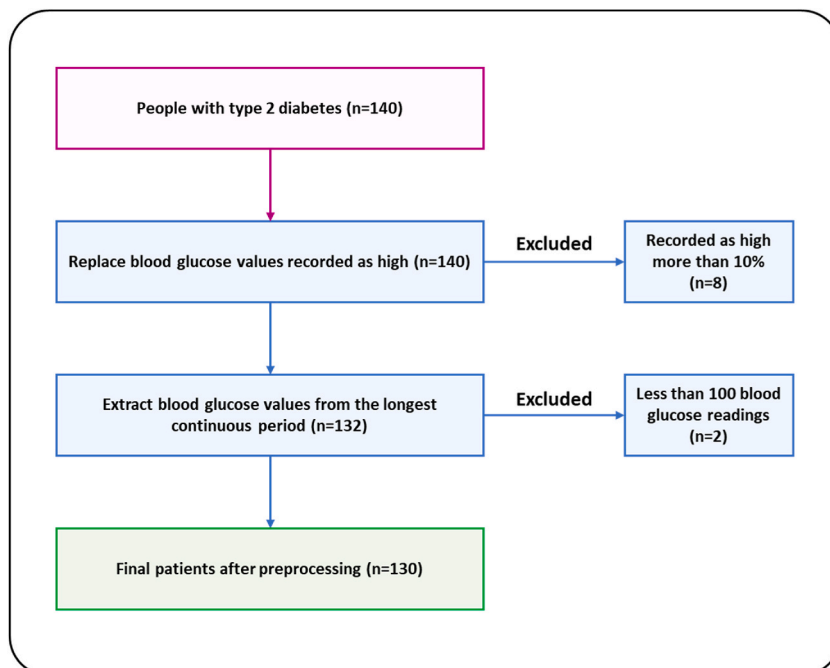 People with type 2 diabetes (n=140)
Replace blood glucose values recorded as high (n=140)
Excluded
Recorded as high
more than 10%
(n=8)
Extract blood glucose values from the longest
continuous period (n=132)
Excluded
Less than 100 blood
glucose readings
(n=2)
Final patients after preprocessing (n=130)